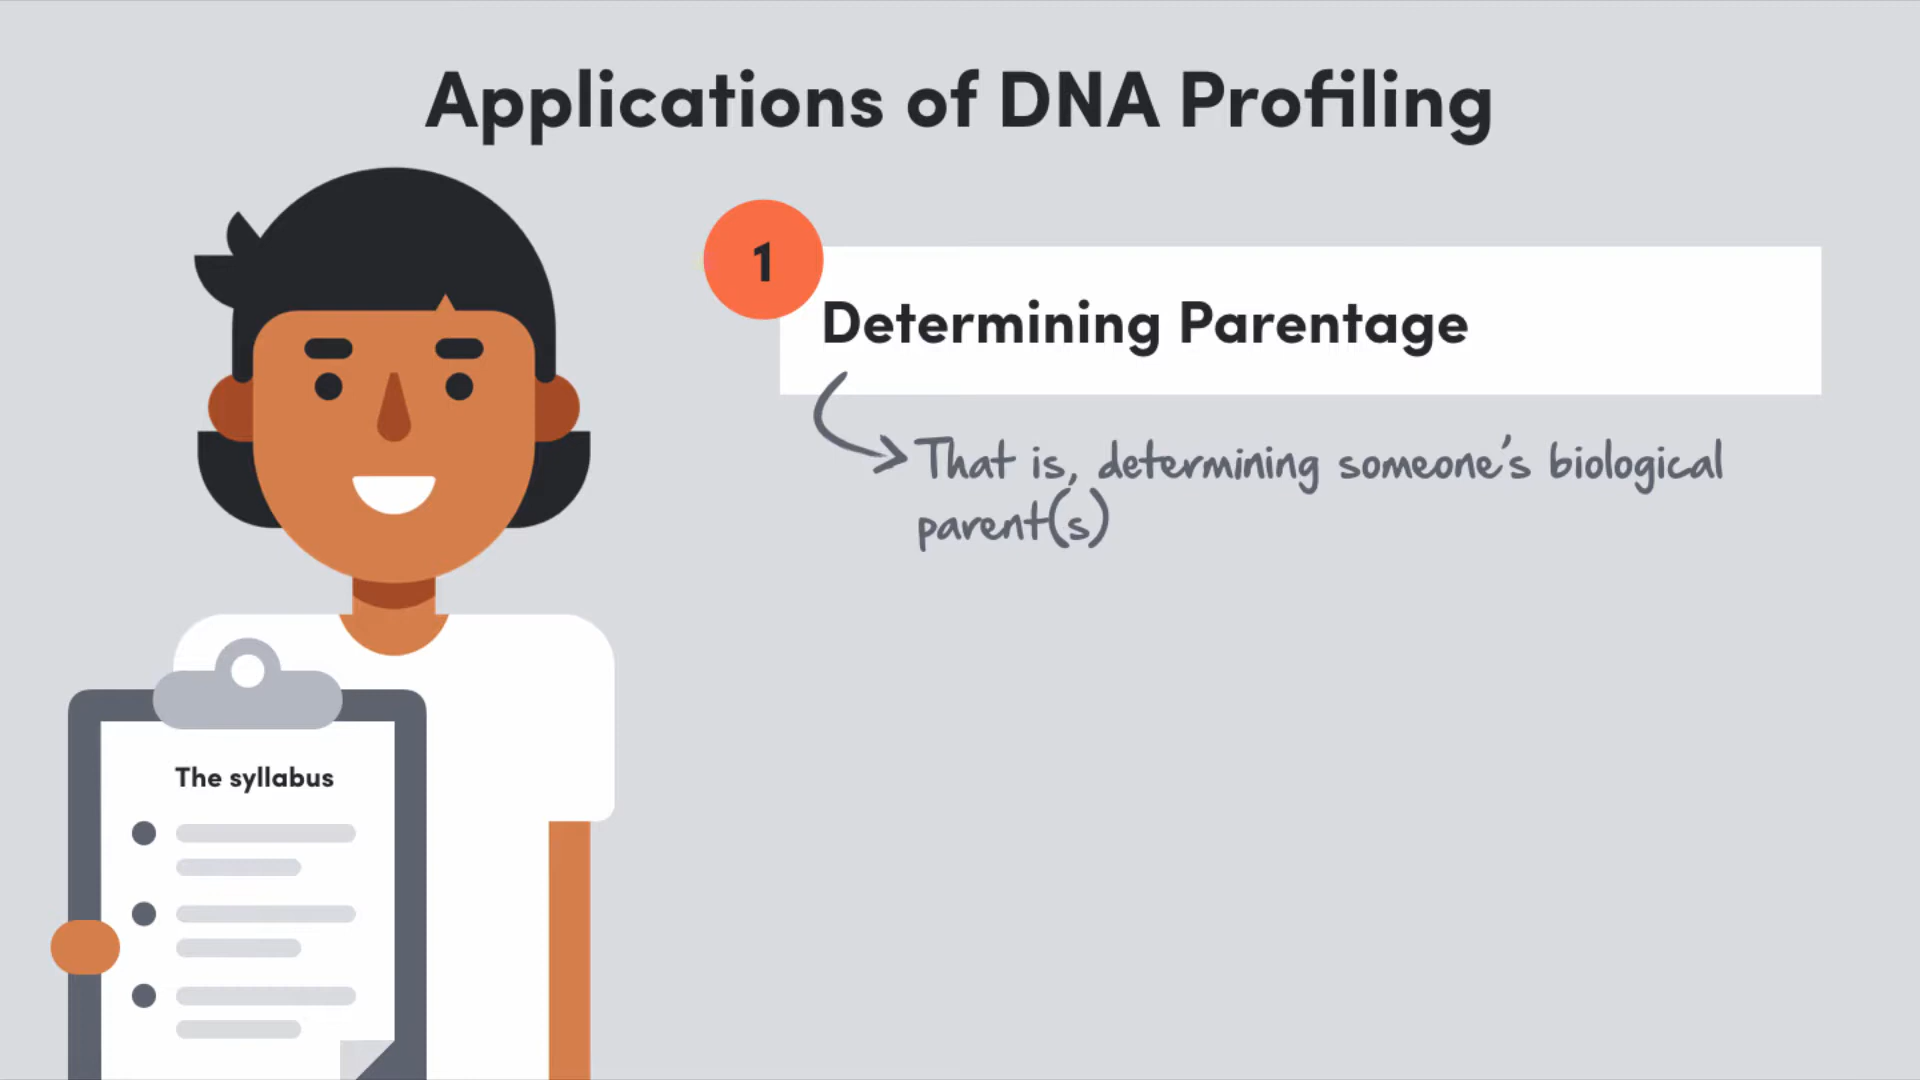 Applications of DNA Profiling
1
Determining Parentage
That is, determining someone's biological
parent(s)
The syllabus